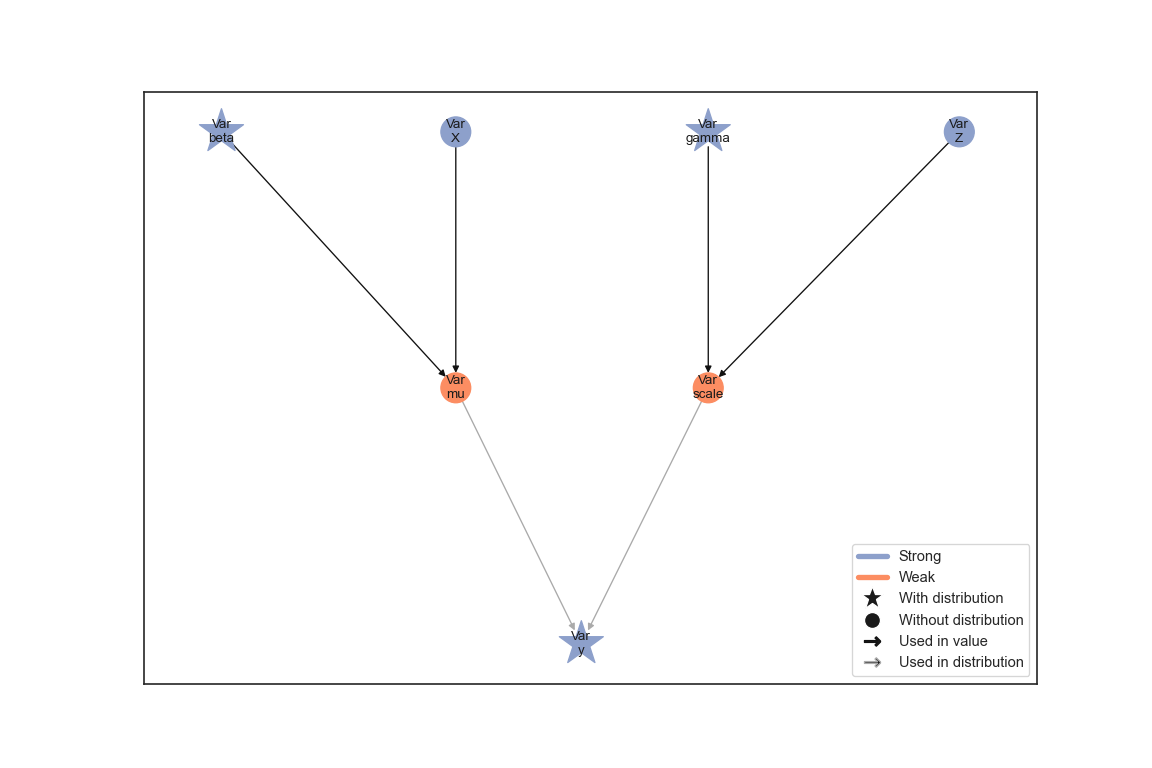 Var
beta
Var
X
Var
gamma
Var
Z
Var
mu
Var
scale
Var
y
Strong
Weak
With distribution
Without distribution
Used in value
Used in distribution